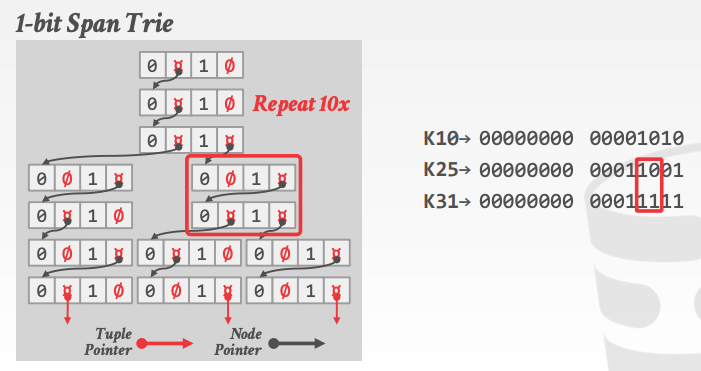 1-bit Span Trie
0 ¤ 1 Ø
0 ¤ 1 Ø Repeat 10x
0 ¤ 1 ¤
0 Ø 1 ¤ 0 Ø 1 ¤
0 ¤ 1 Ø 0 ¤ 1 ¤
0 Ø 1 ¤ 0 ¤ 1 Ø 0 Ø 1 ¤
0 ¤ 1 Ø 0 Ø 1 ¤ 0 Ø 1 ¤
Tuple
Pointer
Node
Pointer
K10→ 00000000 00001010
K25→ 00000000 00011001
K31→ 00000000 00011111